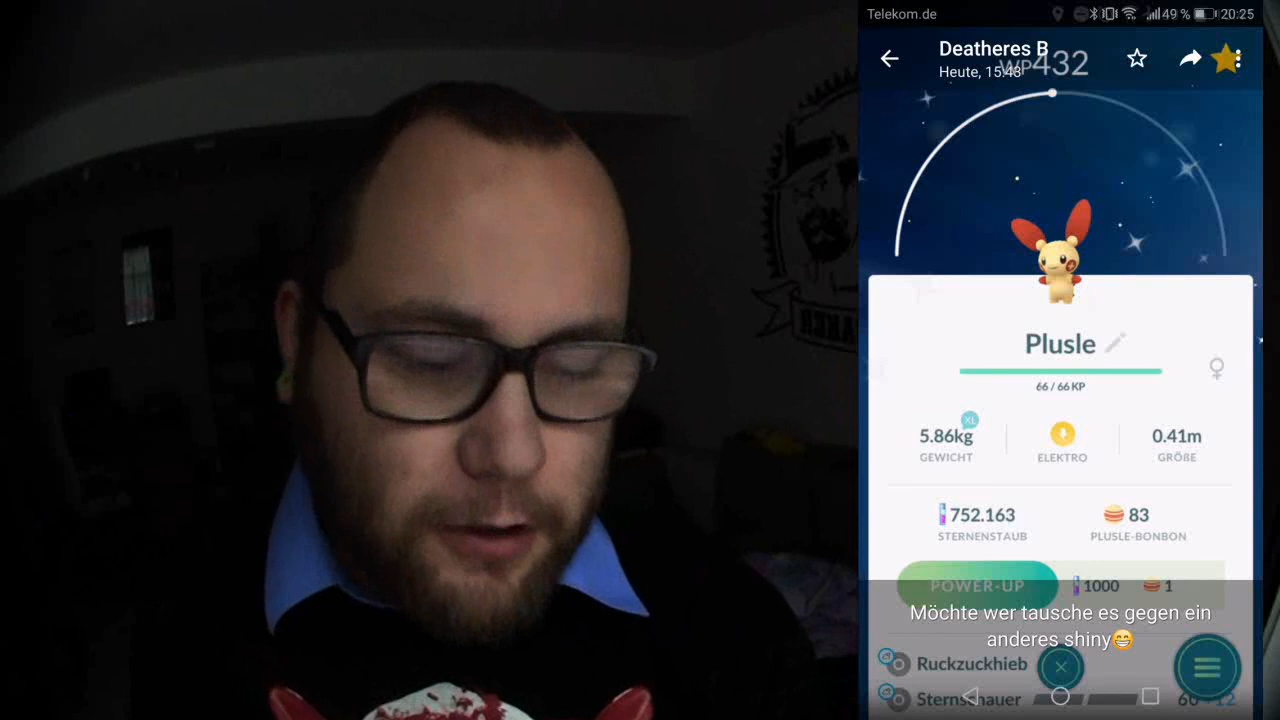 Telekom.de
49 % 20:25
Deatheres B
Heute, 15:43
WP432
Plusle
66 / 66 KP
XL
5.86kg
GEWICHT
ELEKTRO
0.41m
GRÖßE
752.163
STERNENSTAUB
83
PLUSLE-BONBON
POWER-UP
1000
1
Möchte wer tausche es gegen ein
anderes shiny😁
Ruckzuckhieb
Sternschauer
60